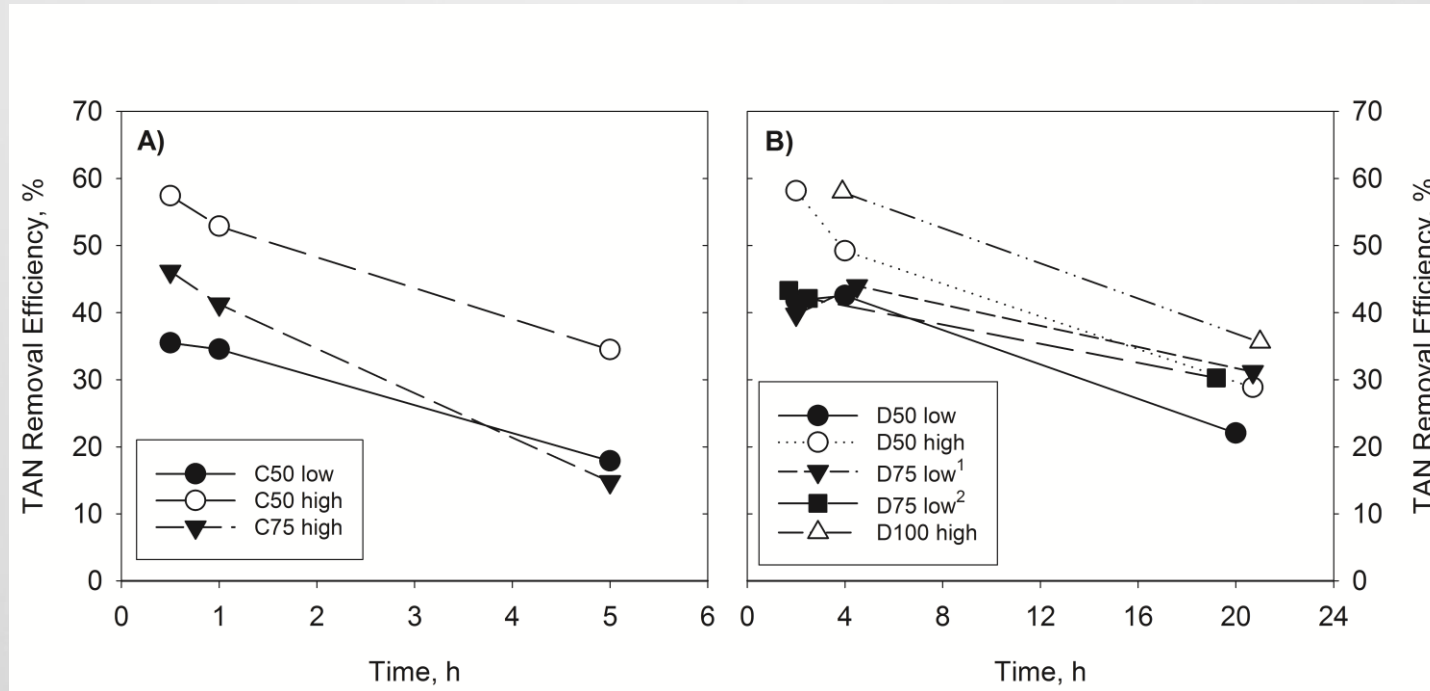 A)
TAN Removal Efficiency, %
70
60
50
40
30
20
10
0
C50 low
C50 high
C75 high
0 1 2 3 4 5 6
Time, h
B)
D50 low
D50 high
D75 low¹
D75 low²
D100 high
0 4 8 12 16 20 24
Time, h
70
60
50
40
30
20
10
0
TAN Removal Efficiency, %